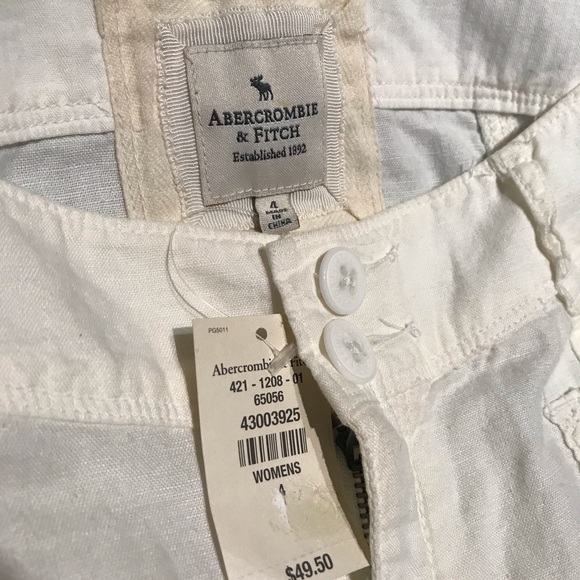 ABERCROMBIE
& FITCH
Established 1892
4
MADE
IN
CHINA
PG5011
Abercrombie & Fitch
421 - 1208 - 01
65056
43003925
WOMENS
4
$49.50